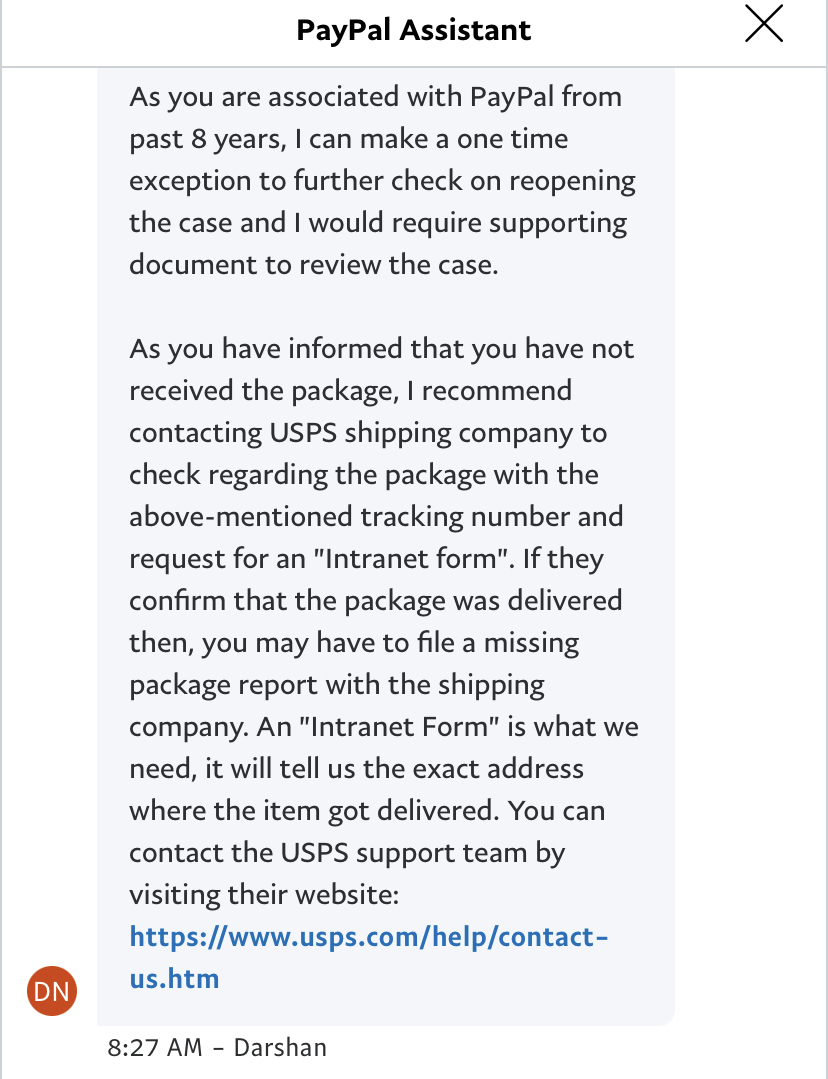 PayPal Assistant
As you are associated with PayPal from
past 8 years, I can make a one time
exception to further check on reopening
the case and I would require supporting
document to review the case.
As you have informed that you have not
received the package, I recommend
contacting USPS shipping company to
check regarding the package with the
above-mentioned tracking number and
request for an "Intranet form". If they
confirm that the package was delivered
then, you may have to file a missing
package report with the shipping
company. An "Intranet Form" is what we
need, it will tell us the exact address
where the item got delivered. You can
contact the USPS support team by
visiting their website:
https://www.usps.com/help/contact-
us.htm
DN
8:27 AM – Darshan